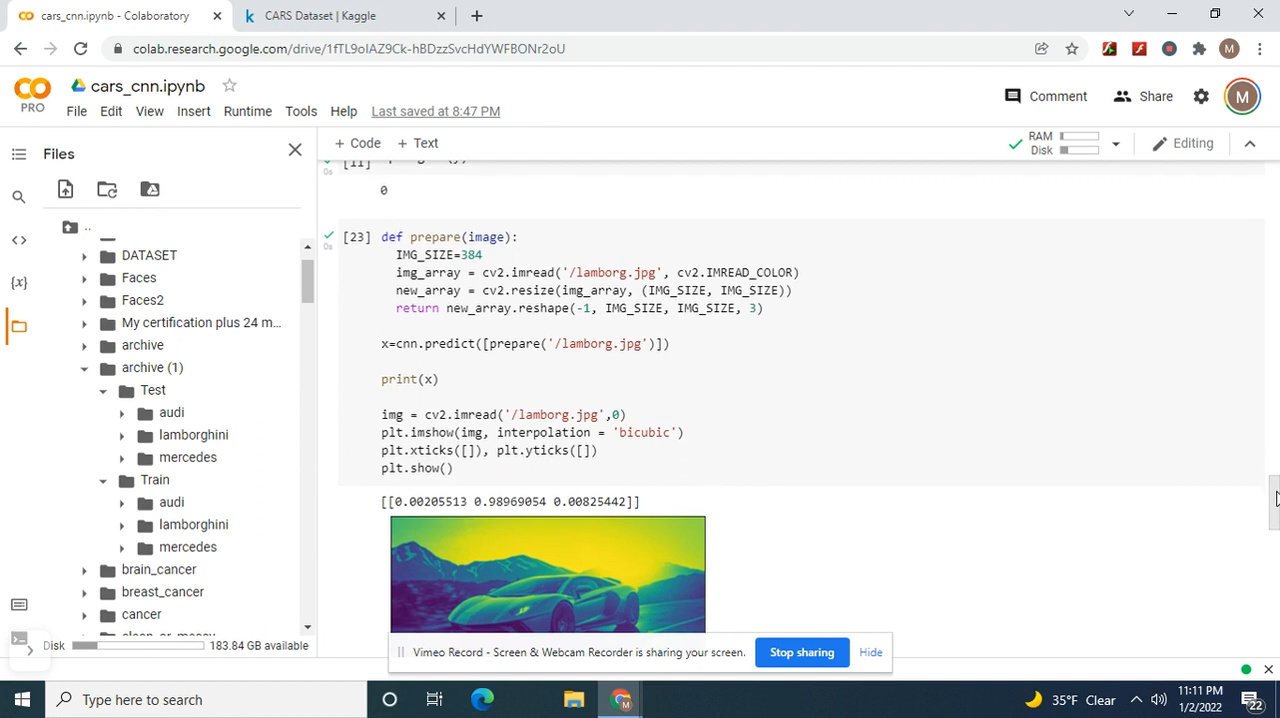 cars_cnn.ipynb - Colaboratory
CARS Dataset | Kaggle
colab.research.google.com/drive/1fTL9olAZ9Ck-hBDzzSvcHdYWFBONr2oU
M
CO
PRO
cars_cnn.ipynb
Comment
Share
M
File Edit View Insert Runtime Tools Help Last saved at 8:47 PM
Files
+ Code + Text
RAM
Disk
Editing
[11]
0s
0
..
DATASET
Faces
Faces2
My certification plus 24 m...
archive
archive (1)
Test
audi
lamborghini
mercedes
Train
audi
lamborghini
mercedes
brain_cancer
breast_cancer
cancer
Disk 183.84 GB available
[23] def prepare(image):
0s
IMG_SIZE=384
img_array = cv2.imread('/lamborg.jpg', cv2.IMREAD_COLOR)
new_array = cv2.resize(img_array, (IMG_SIZE, IMG_SIZE))
return new_array.reshape(-1, IMG_SIZE, IMG_SIZE, 3)
x=cnn.predict([prepare('/lamborg.jpg')])
print(x)
img = cv2.imread('/lamborg.jpg',0)
plt.imshow(img, interpolation = 'bicubic')
plt.xticks([]), plt.yticks([])
plt.show()
[[0.00205513 0.98969054 0.00825442]]
Vimeo Record - Screen & Webcam Recorder is sharing your screen.
Stop sharing
Hide
Type here to search
35°F Clear
11:11 PM
1/2/2022
22